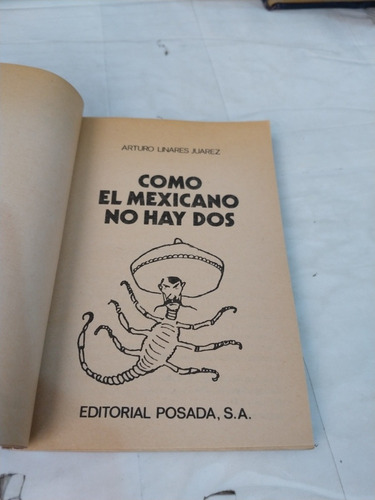 ARTURO LINARES JUAREZ
COMO
EL MEXICANO
NO HAY DOS
EDITORIAL POSADA, S.A.